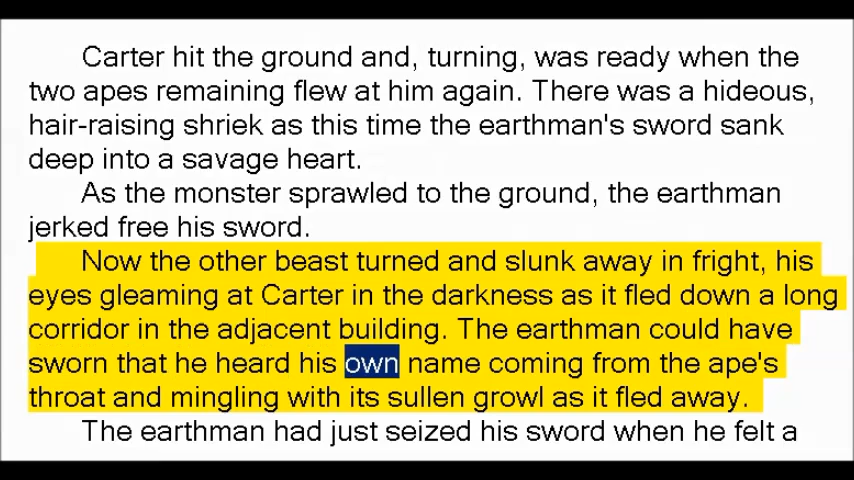 Carter hit the ground and, turning, was ready when the
two apes remaining flew at him again. There was a hideous,
hair-raising shriek as this time the earthman's sword sank
deep into a savage heart.
As the monster sprawled to the ground, the earthman
jerked free his sword.
Now the other beast turned and slunk away in fright, his
eyes gleaming at Carter in the darkness as it fled down a long
corridor in the adjacent building. The earthman could have
sworn that he heard his own name coming from the ape's
throat and mingling with its sullen growl as it fled away.
The earthman had just seized his sword when he felt a